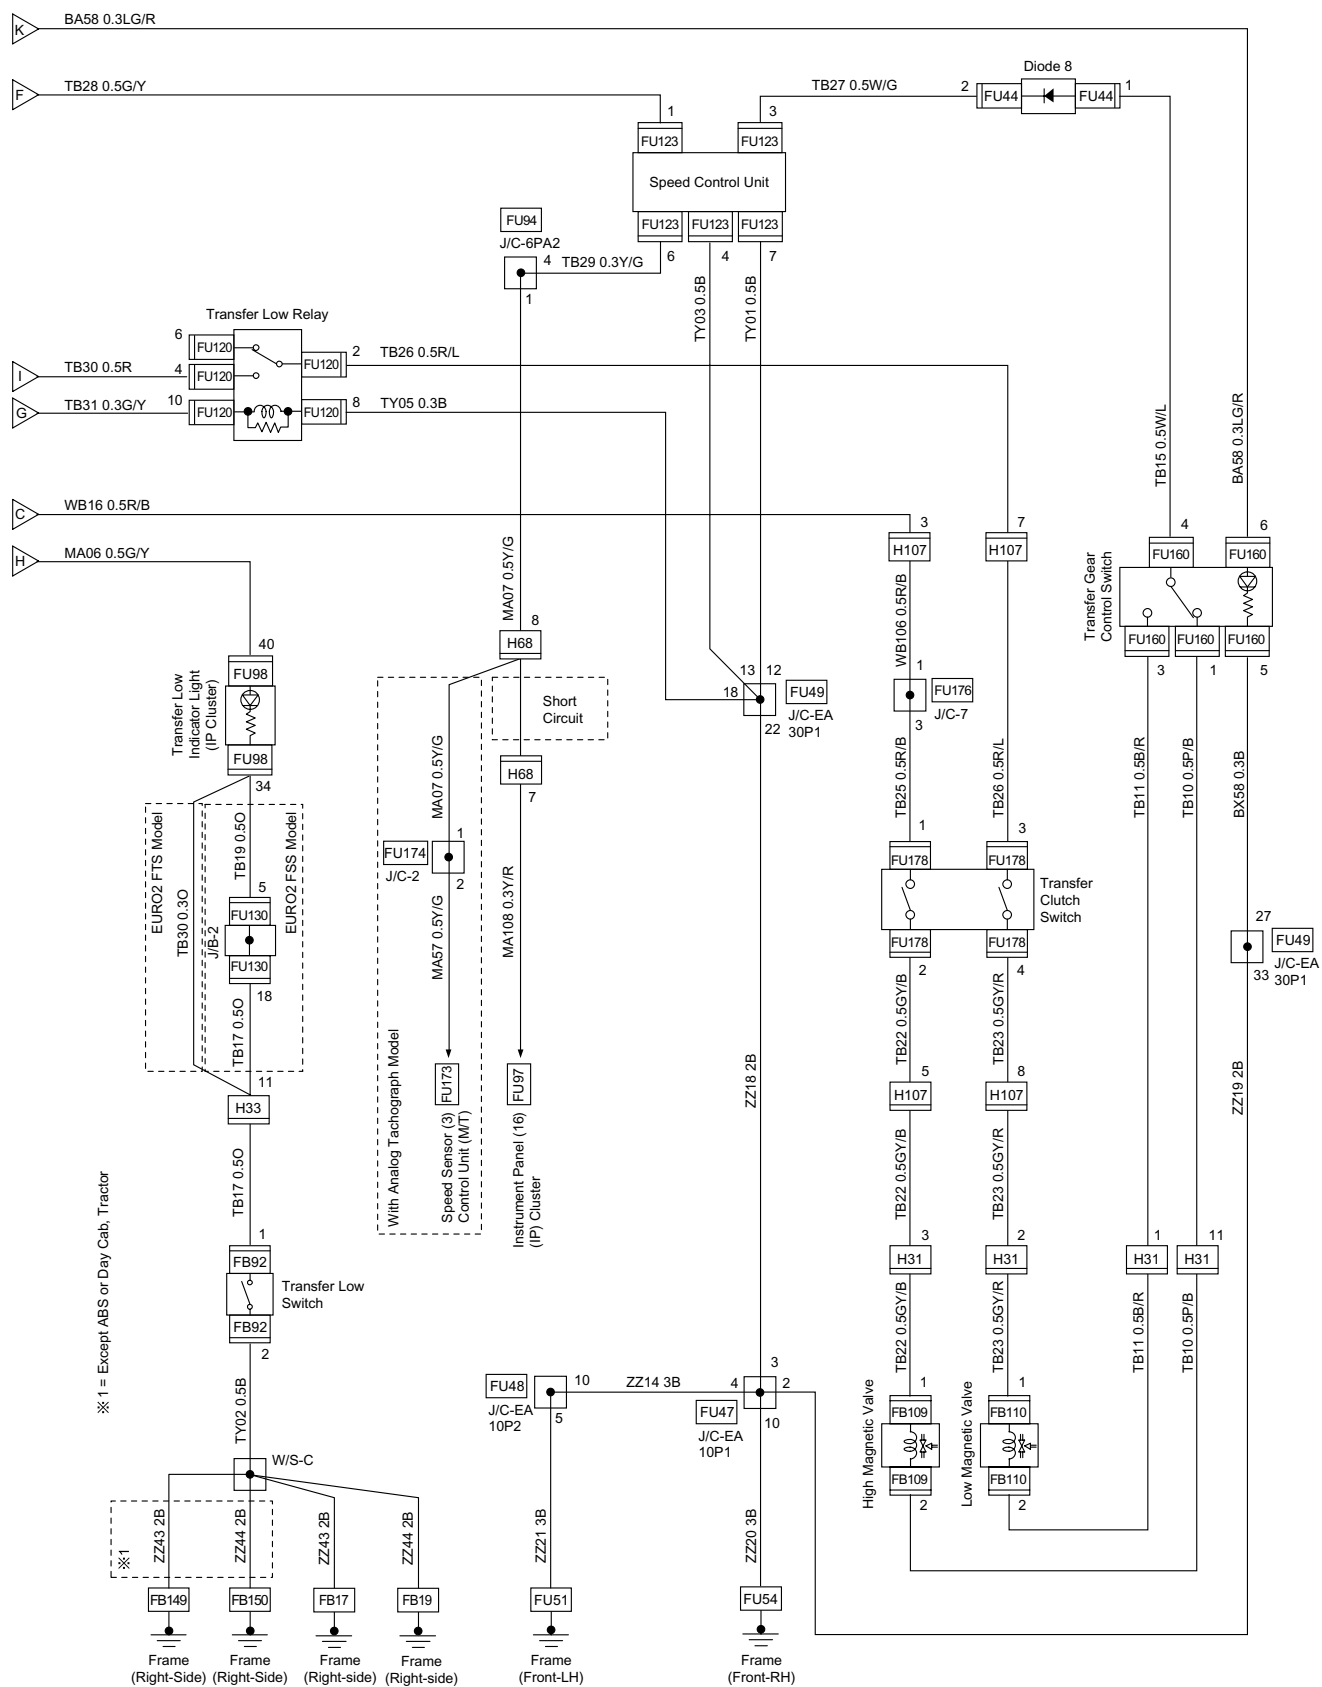 K
BA58 0.3LG/R
F
TB28 0.5G/Y
TB27 0.5W/G
Diode 8
2
FU44
FU44
1
1
3
FU123
FU123
Speed Control Unit
FU123
FU123
FU123
6
4
7
FU94
J/C-6PA2
4
TB29 0.3Y/G
1
TY03 0.5B
TY01 0.5B
Transfer Low Relay
6
FU120
I
TB30 0.5R
4
FU120
FU120
2
TB26 0.5R/L
G
TB31 0.3G/Y
10
FU120
FU120
8
TY05 0.3B
TB15 0.5W/L
BA58 0.3LG/R
C
WB16 0.5R/B
H
MA06 0.5G/Y
MA07 0.5Y/G
3
H107
7
H107
4
FU160
6
FU160
Transfer Gear
Control Switch
FU160
FU160
FU160
3
1
5
WB106 0.5R/B
8
H68
40
FU98
Transfer Low
Indicator Light
(IP Cluster)
FU98
34
Short
Circuit
13
12
18
22
FU49
J/C-EA
30P1
1
FU176
J/C-7
3
H68
7
MA07 0.5Y/G
TB25 0.5R/B
TB26 0.5R/L
TB11 0.5B/R
TB10 0.5P/B
BX58 0.3B
EURO2 FTS Model
TB30 0.3O
TB19 0.5O
EURO2 FSS Model
5
FU130
J/B-2
FU130
18
TB17 0.5O
FU174
J/C-2
1
2
MA57 0.5Y/G
MA108 0.3Y/R
1
FU178
3
FU178
Transfer
Clutch
Switch
FU178
2
FU178
4
27
FU49
J/C-EA
30P1
33
TB22 0.5GY/B
TB23 0.5GY/R
ZZ18 2B
ZZ19 2B
11
H33
With Analog Tachograph Model
FU173
Speed Sensor (3)
Control Unit (M/T)
FU97
Instrument Panel (16)
(IP) Cluster
5
H107
8
H107
TB17 0.5O
TB22 0.5GY/B
TB23 0.5GY/R
※ 1 = Except ABS or Day Cab, Tractor
1
FB92
Transfer Low
Switch
FB92
2
3
H31
2
H31
1
H31
11
H31
TB22 0.5GY/B
TB23 0.5GY/R
TB11 0.5B/R
TB10 0.5P/B
TY02 0.5B
FU48
J/C-EA
10P2
10
5
ZZ14 3B
3
4
2
10
FU47
J/C-EA
10P1
High Magnetic Valve
1
FB109
FB109
2
Low Magnetic Valve
1
FB110
FB110
2
W/S-C
※1
ZZ43 2B
ZZ44 2B
ZZ43 2B
ZZ44 2B
ZZ21 3B
ZZ20 3B
FB149
FB150
FB17
FB19
FU51
FU54
Frame
(Right-Side)
Frame
(Right-Side)
Frame
(Right-side)
Frame
(Right-side)
Frame
(Front-LH)
Frame
(Front-RH)